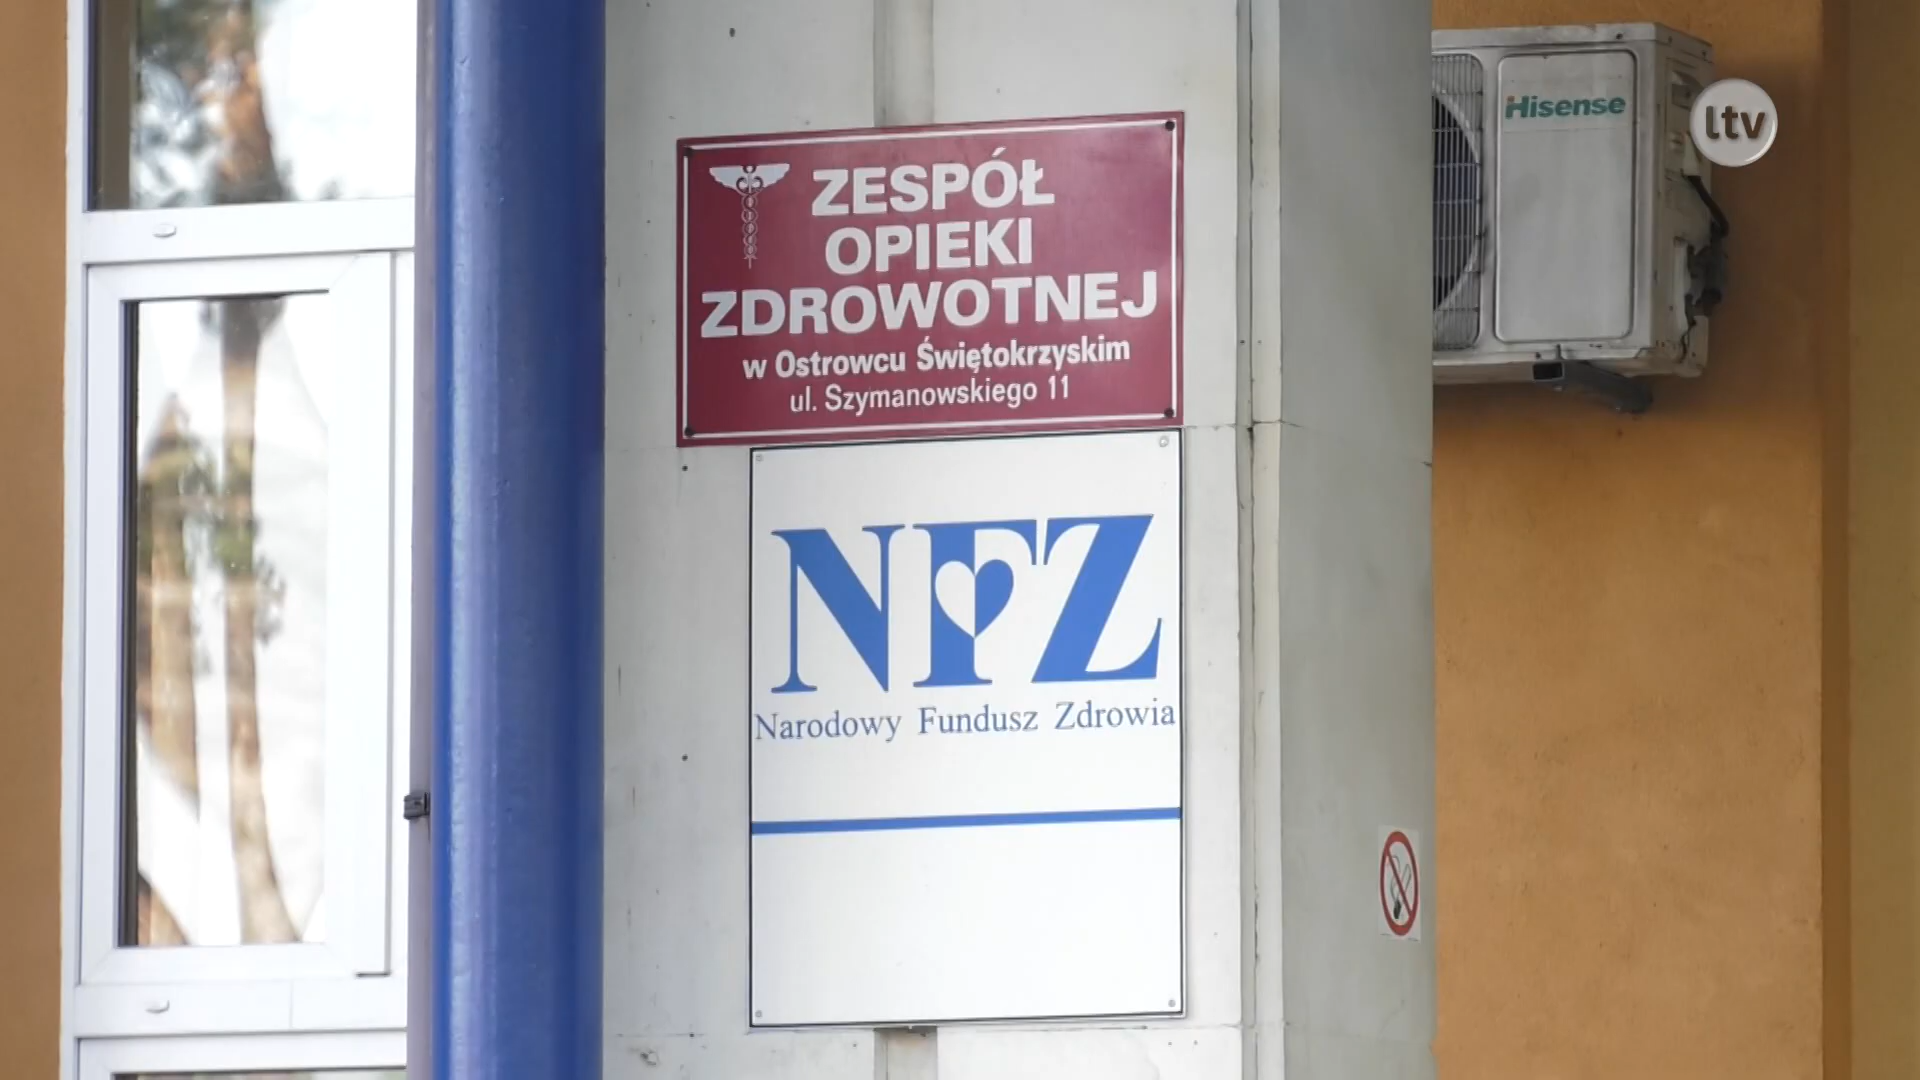 ZESPÓŁ
OPIEKI
ZDROWOTNEJ
w Ostrowcu Świętokrzyskim
ul. Szymanowskiego 11
NFZ
Narodowy Fundusz Zdrowia
Hisense
ltv